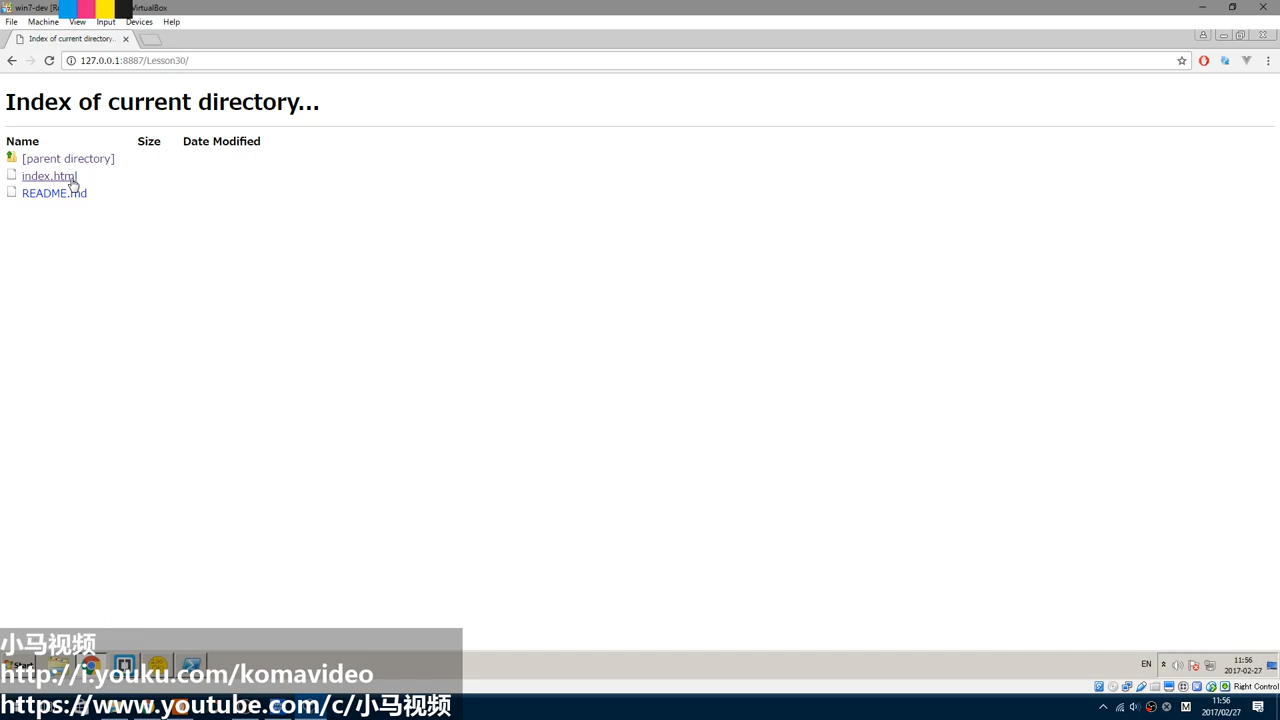 win7-dev [R
VirtualBox
File Machine View Input Devices Help
Index of current directory...
127.0.0.1:8887/Lesson30/
Index of current directory...
Name Size Date Modified
[parent directory]
index.html
README.md
小马视频
http://i.youku.com/komavideo
https://www.youtube.com/c/小马视频
Start
EN
11:56
2017-02-27
Right Control
M
11:56
2017/02/27